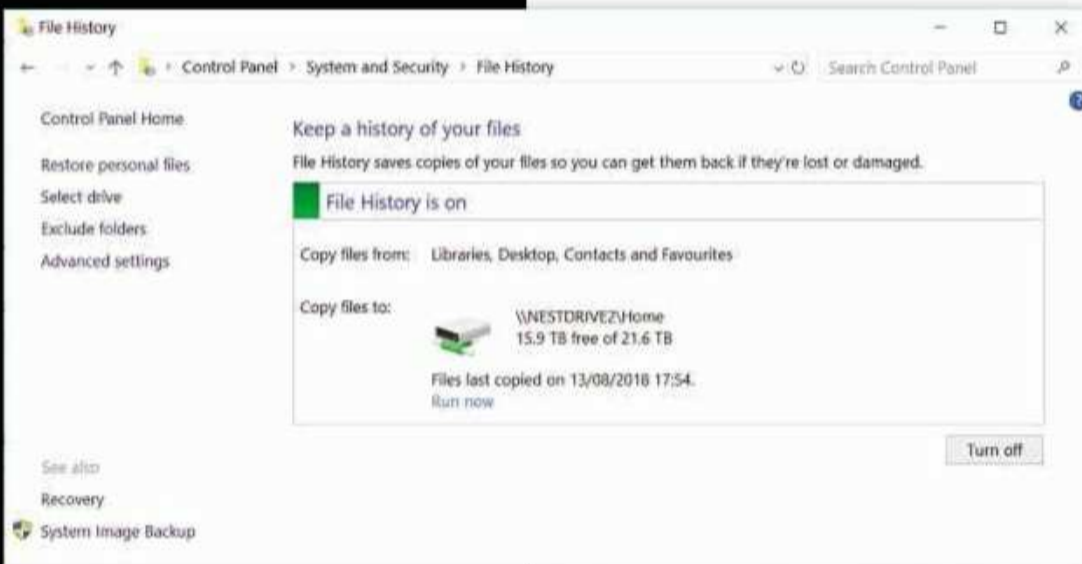 File History
Control Panel > System and Security > File History
Search Control Panel
Control Panel Home
Restore personal files
Select drive
Exclude folders
Advanced settings
Keep a history of your files
File History saves copies of your files so you can get them back if they're lost or damaged.
File History is on
Copy files from: Libraries, Desktop, Contacts and Favourites
Copy files to:
\\NESTDRIVEZ\Home
15.9 TB free of 21.6 TB
Files last copied on 13/08/2018 17:54.
Run now
Turn off
See also
Recovery
System Image Backup